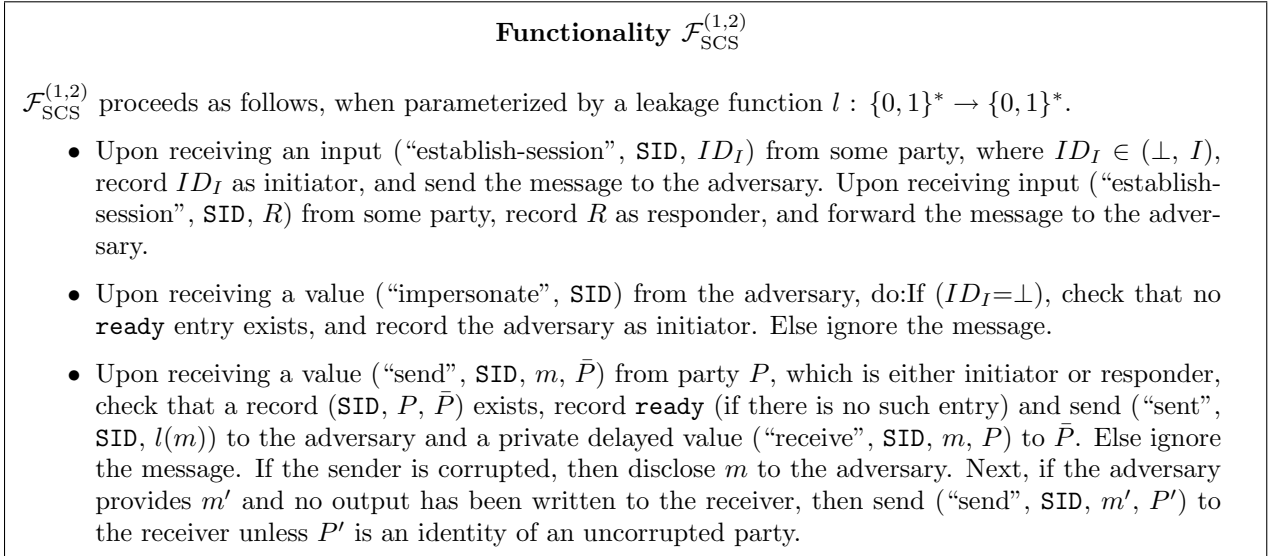 Functionality $\mathcal{F}_{\mathrm{SCS}}^{(1,2)}$
$\mathcal{F}_{\mathrm{SCS}}^{(1,2)}$ proceeds as follows, when parameterized by a leakage function $l : \{0, 1\}^* \to \{0, 1\}^*$.
• Upon receiving an input (“establish-session”, SID, $ID_I$) from some party, where $ID_I \in (\bot, I)$,
record $ID_I$ as initiator, and send the message to the adversary. Upon receiving input (“establish-
session”, SID, $R$) from some party, record $R$ as responder, and forward the message to the adver-
sary.
• Upon receiving a value (“impersonate”, SID) from the adversary, do:If ($ID_I$=$\bot$), check that no
ready entry exists, and record the adversary as initiator. Else ignore the message.
• Upon receiving a value (“send”, SID, $m$, $\bar{P}$) from party $P$, which is either initiator or responder,
check that a record (SID, $P$, $\bar{P}$) exists, record ready (if there is no such entry) and send (“sent”,
SID, $l(m)$) to the adversary and a private delayed value (“receive”, SID, $m$, $P$) to $\bar{P}$. Else ignore
the message. If the sender is corrupted, then disclose $m$ to the adversary. Next, if the adversary
provides $m'$ and no output has been written to the receiver, then send (“send”, SID, $m'$, $P'$) to
the receiver unless $P'$ is an identity of an uncorrupted party.